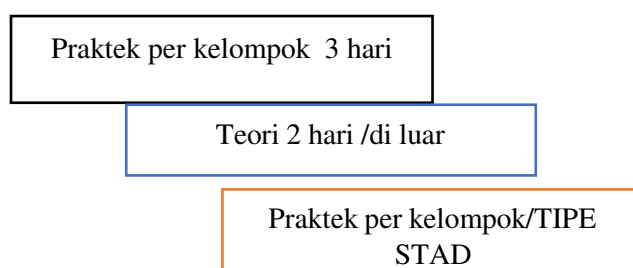 Praktek per kelompok  3 hari
Teori 2 hari /di luar
Praktek per kelompok/TIPE
STAD